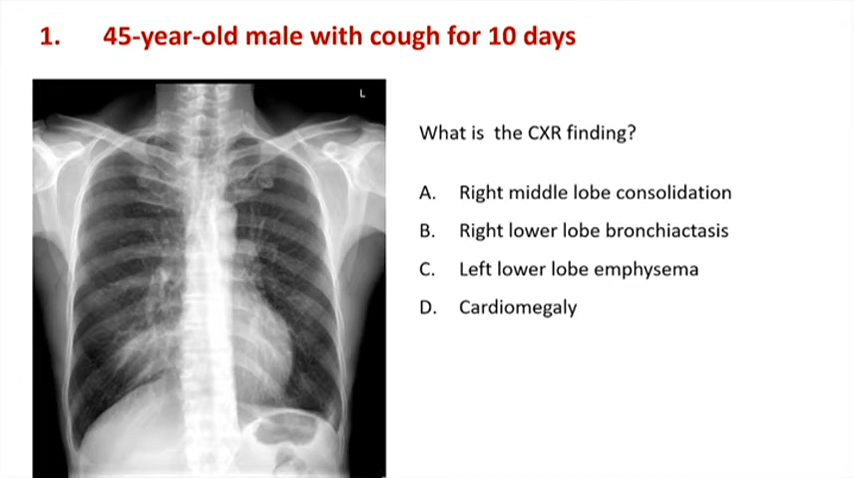 1. 45-year-old male with cough for 10 days
L
What is the CXR finding?
A. Right middle lobe consolidation
B. Right lower lobe bronchiactasis
C. Left lower lobe emphysema
D. Cardiomegaly